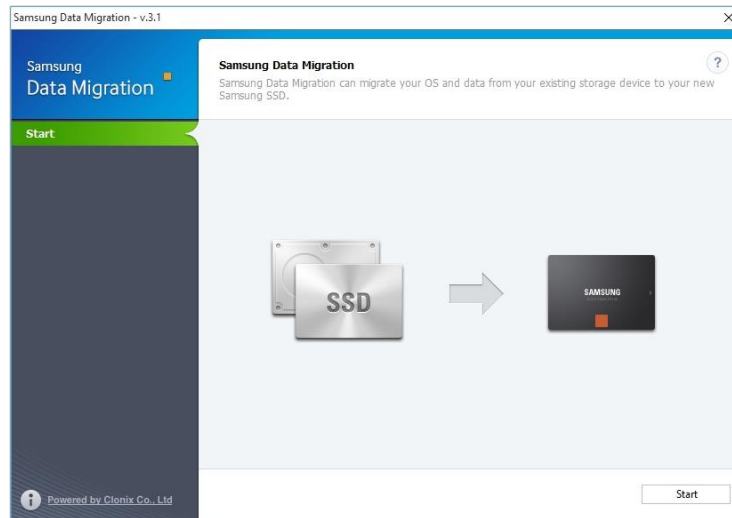 Samsung Data Migration - v.3.1
Samsung
Data Migration
Start
Samsung Data Migration
Samsung Data Migration can migrate your OS and data from your existing storage device to your new
Samsung SSD.
?
SSD
SAMSUNG
Powered by Clonix Co., Ltd
Start